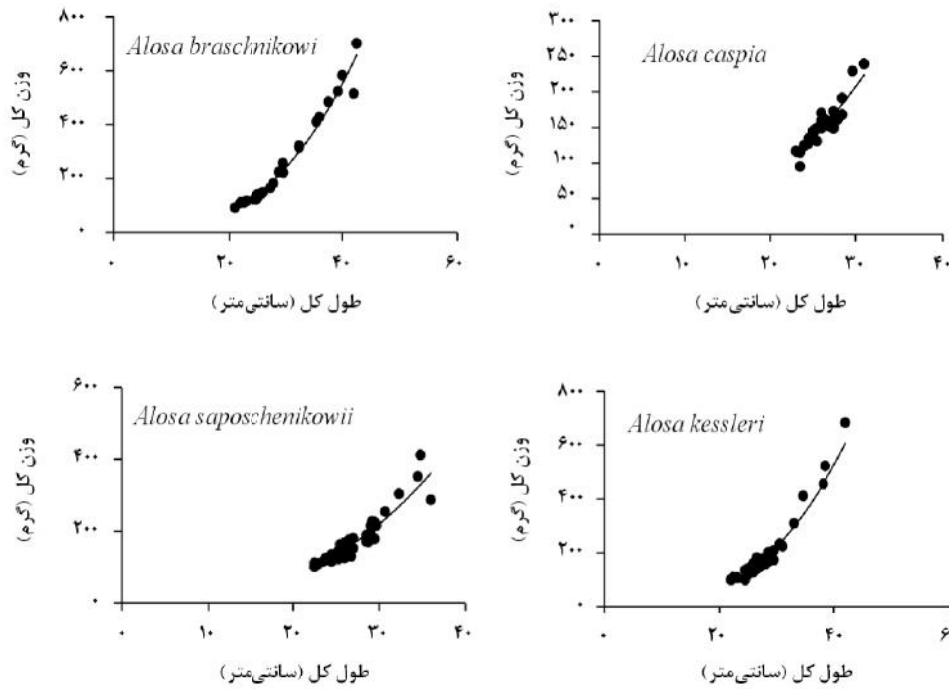 Alosa braschnikowi
وزن کل (گرم)
۸۰۰
۶۰۰
۴۰۰
۲۰۰
۰
۰ ۲۰ ۴۰ ۶۰
طول کل (سانتی‌متر)
Alosa caspia
وزن کل (گرم)
۳۰۰
۲۵۰
۲۰۰
۱۵۰
۱۰۰
۵۰
۰
۰ ۱۰ ۲۰ ۳۰ ۴۰
طول کل (سانتی‌متر)
Alosa saposchenikowii
وزن کل (گرم)
۶۰۰
۴۰۰
۲۰۰
۰
۰ ۱۰ ۲۰ ۳۰ ۴۰
طول کل (سانتی‌متر)
Alosa kessleri
وزن کل (گرم)
۸۰۰
۶۰۰
۴۰۰
۲۰۰
۰
۰ ۲۰ ۴۰
طول کل (سانتی‌متر)